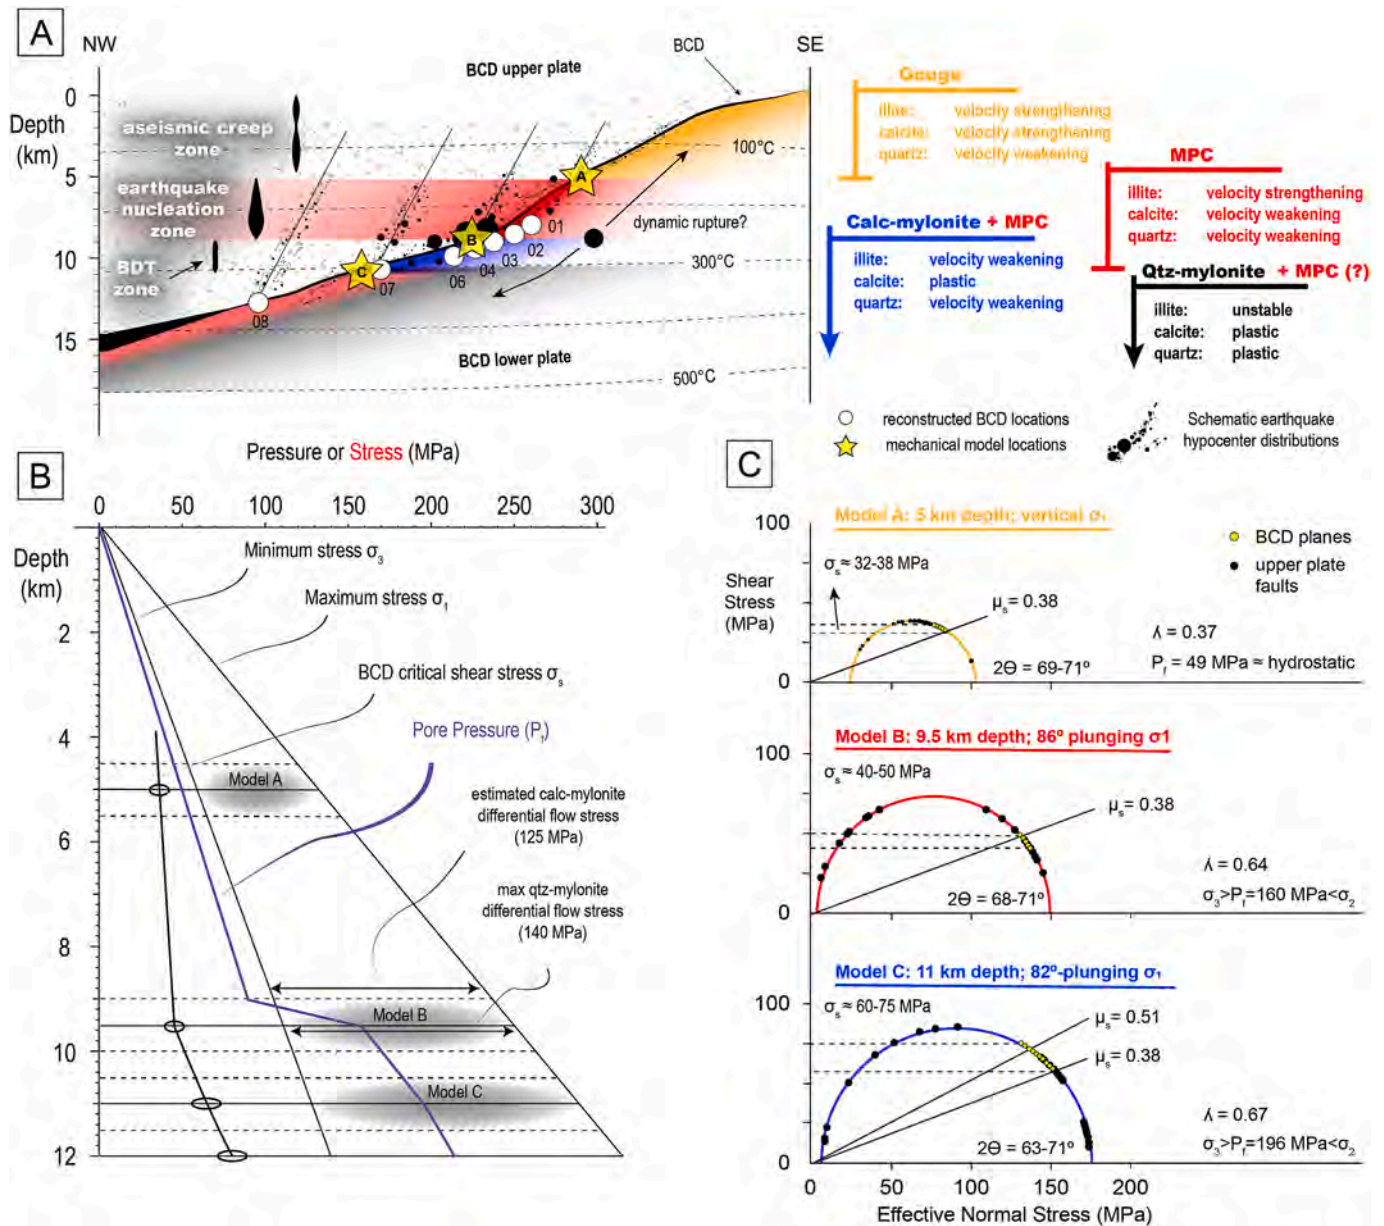 A
NW
SE
BCD
BCD upper plate
0
Depth
(km)
5
10
15
aseismic creep
zone
earthquake
nucleation
zone
BDT
zone
100°C
300°C
500°C
dynamic rupture?
A
B
C
01
02
03
04
06
07
08
BCD lower plate
Gouge
illite: velocity strengthening
calcite: velocity strengthening
quartz: velocity weakening
MPC
illite: velocity strengthening
calcite: velocity weakening
quartz: velocity weakening
Calc-mylonite + MPC
illite: velocity weakening
calcite: plastic
quartz: velocity weakening
Qtz-mylonite + MPC (?)
illite: unstable
calcite: plastic
quartz: plastic
reconstructed BCD locations
mechanical model locations
Schematic earthquake
hypocenter distributions
B
Pressure or Stress (MPa)
0 50 100 150 200 250 300
Depth
(km)
2
4
6
8
10
12
Minimum stress σ3
Maximum stress σ1
BCD critical shear stress σs
Pore Pressure (Pf)
Model A
estimated calc-mylonite
differential flow stress
(125 MPa)
max qtz-mylonite
differential flow stress
(140 MPa)
Model B
Model C
C
Model A: 5 km depth; vertical σ1
100
σs ≈ 32-38 MPa
Shear
Stress
(MPa)
μs = 0.38
BCD planes
upper plate
faults
λ = 0.37
Pf = 49 MPa ≈ hydrostatic
2Θ = 69-71º
0
Model B: 9.5 km depth; 86º plunging σ1
100
σs ≈ 40-50 MPa
μs = 0.38
λ = 0.64
σ3>Pf=160 MPa<σ2
2Θ = 68-71º
0
Model C: 11 km depth; 82º-plunging σ1
100
σs ≈ 60-75 MPa
μs = 0.51
μs = 0.38
λ = 0.67
σ3>Pf=196 MPa<σ2
2Θ = 63-71º
0
0 50 100 150 200
Effective Normal Stress (MPa)